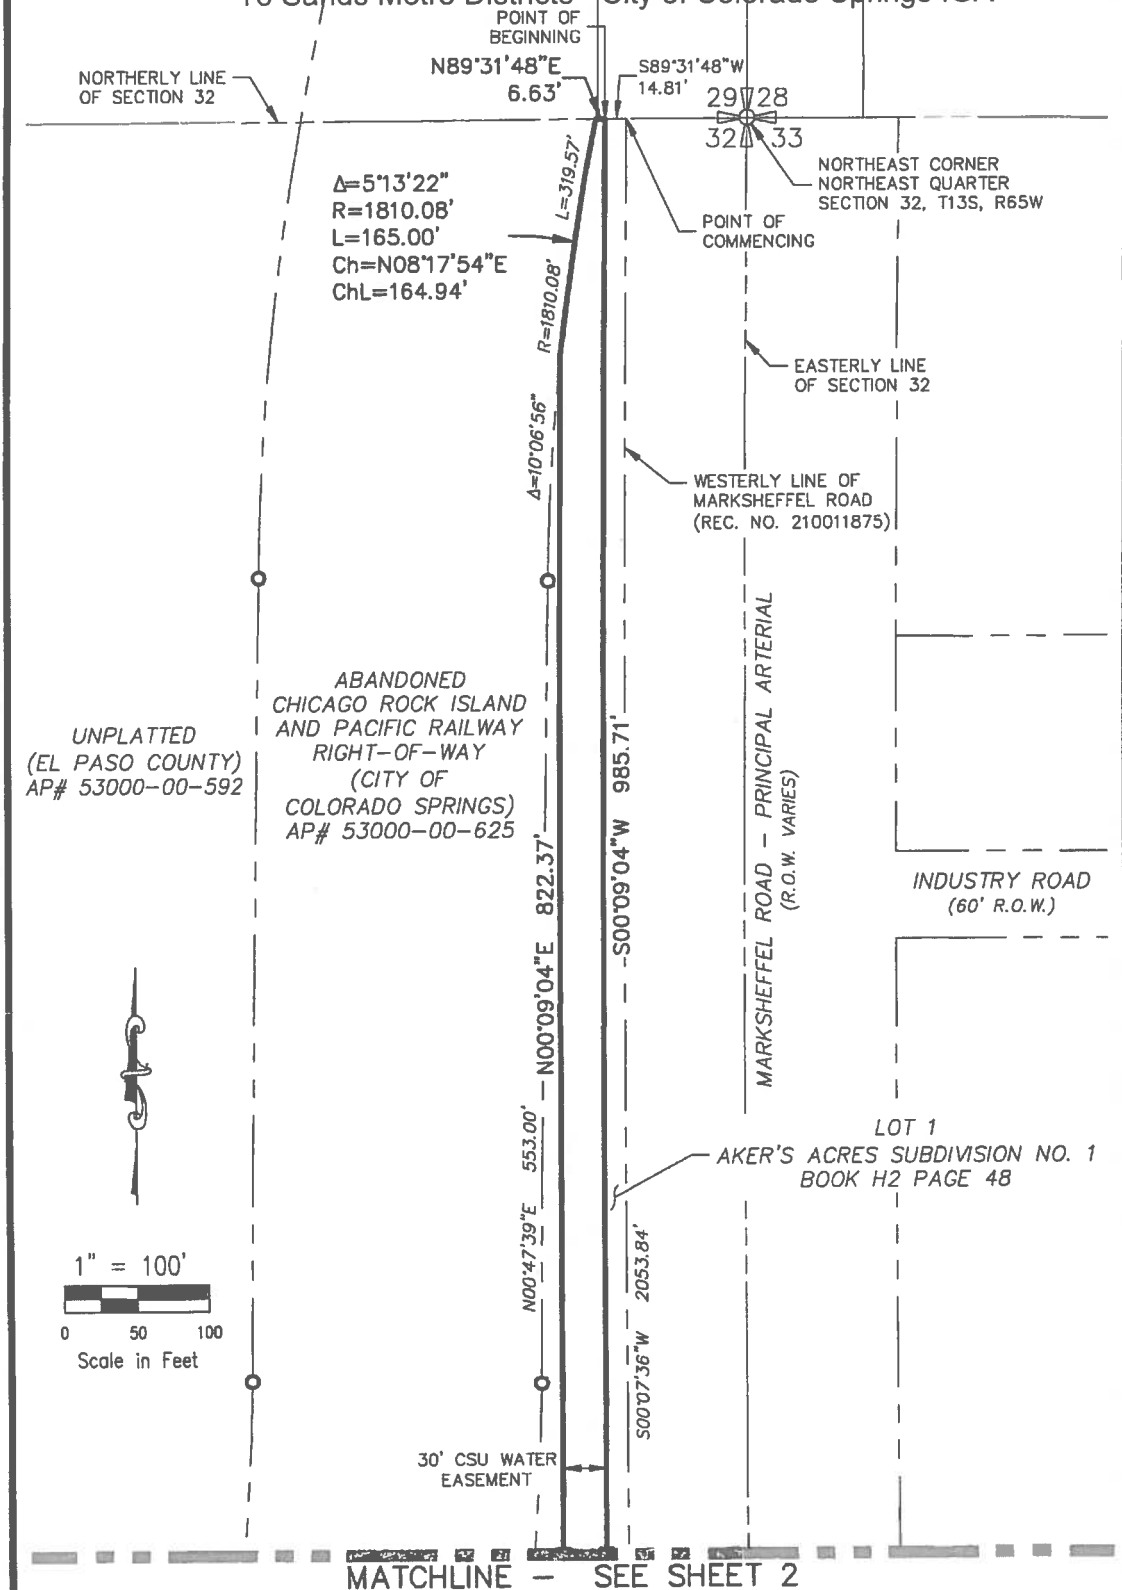 POINT OF
BEGINNING
N89°31'48"E
6.63'
S89°31'48"W
14.81'
NORTHERLY LINE
OF SECTION 32
29 28
32 33
NORTHEAST CORNER
NORTHEAST QUARTER
SECTION 32, T13S, R65W
Δ=5°13'22"
R=1810.08'
L=165.00'
Ch=N08°17'54"E
ChL=164.94'
L=319.57'
R=1810.08'
Δ=10°06'56"
POINT OF
COMMENCING
EASTERLY LINE
OF SECTION 32
WESTERLY LINE OF
MARKSHEFFEL ROAD
(REC. NO. 210011875)
UNPLATTED
(EL PASO COUNTY)
AP# 53000-00-592
ABANDONED
CHICAGO ROCK ISLAND
AND PACIFIC RAILWAY
RIGHT-OF-WAY
(CITY OF
COLORADO SPRINGS)
AP# 53000-00-625
N00°09'04"E 822.37'
S00°09'04"W 985.71'
MARKSHEFFEL ROAD - PRINCIPAL ARTERIAL
(R.O.W. VARIES)
INDUSTRY ROAD
(60' R.O.W.)
LOT 1
AKER'S ACRES SUBDIVISION NO. 1
BOOK H2 PAGE 48
N00°47'39"E 553.00'
S00°07'36"W 2053.84'
1" = 100'
0 50 100
Scale in Feet
30' CSU WATER
EASEMENT
MATCHLINE - SEE SHEET 2